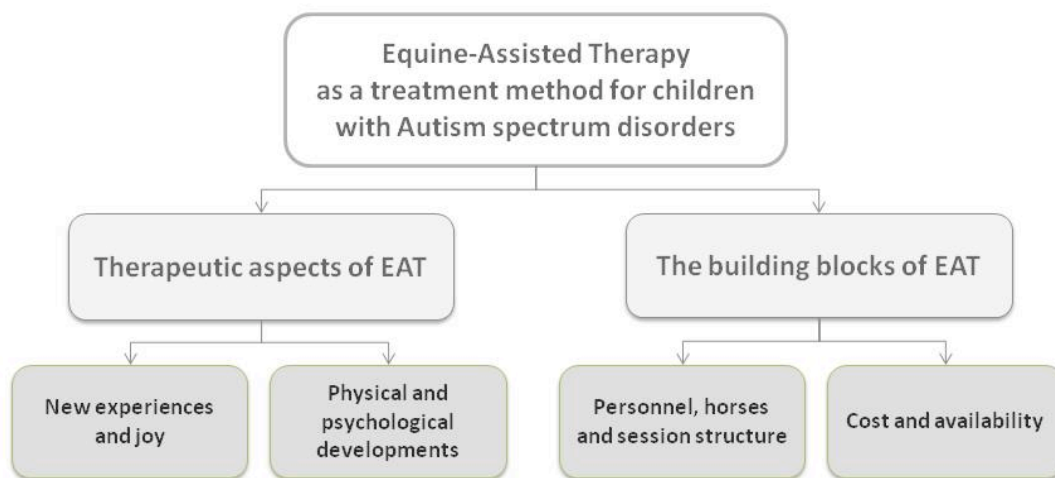 Equine-Assisted Therapy
as a treatment method for children
with Autism spectrum disorders
Therapeutic aspects of EAT
The building blocks of EAT
New experiences
and joy
Physical and
psychological
developments
Personnel, horses
and session structure
Cost and availability